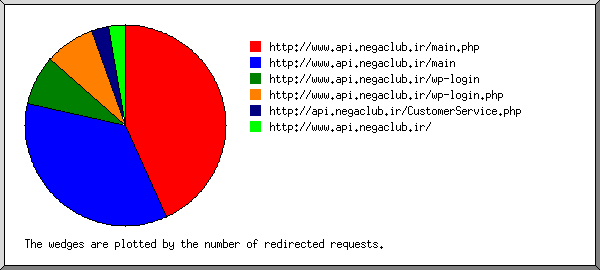 http://www.api.negaclub.ir/main.php
http://www.api.negaclub.ir/main
http://www.api.negaclub.ir/wp-login
http://www.api.negaclub.ir/wp-login.php
http://api.negaclub.ir/CustomerService.php
http://www.api.negaclub.ir/
The wedges are plotted by the number of redirected requests.